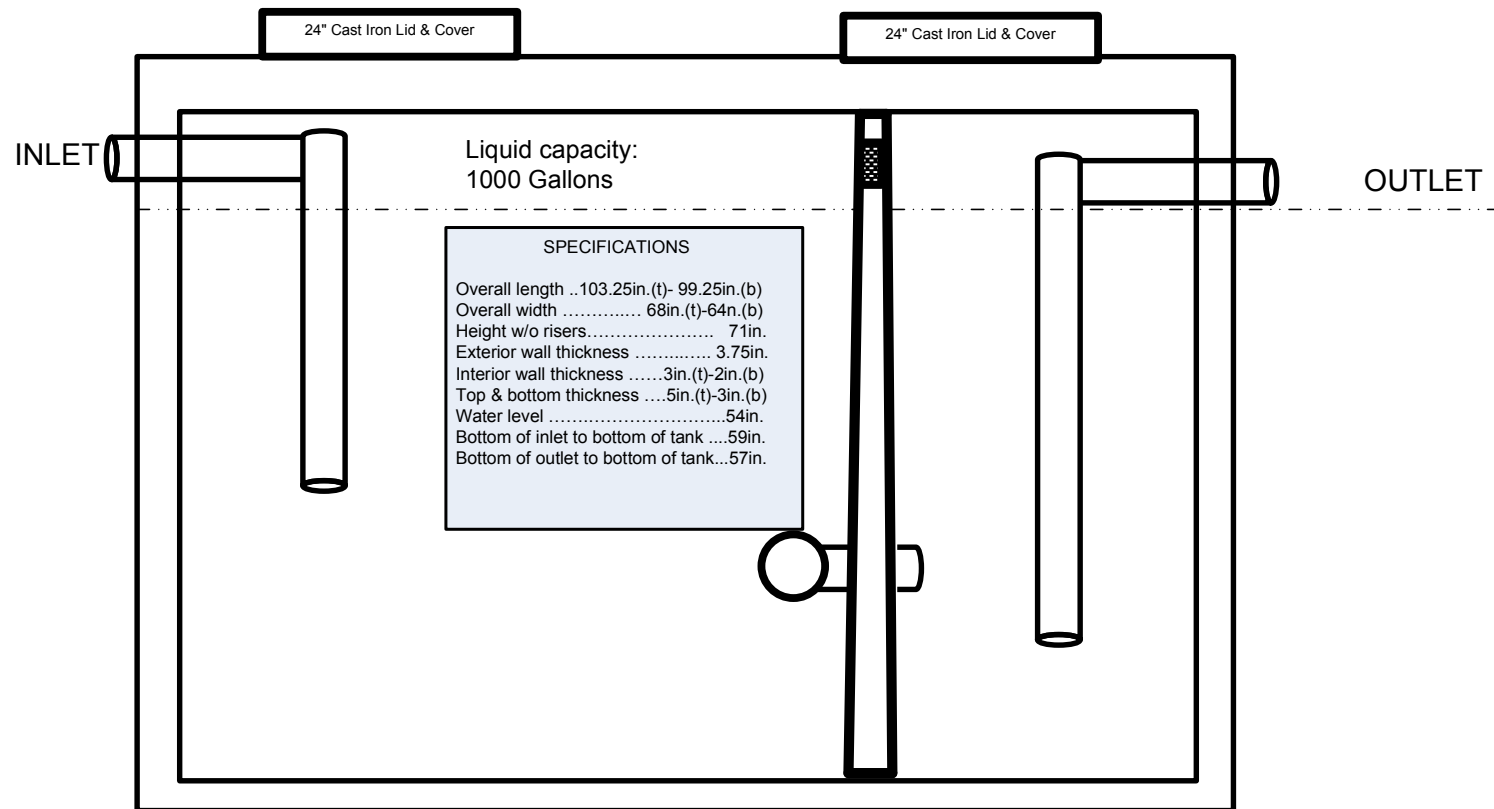 24" Cast Iron Lid & Cover
24" Cast Iron Lid & Cover
INLET
Liquid capacity:
1000 Gallons
OUTLET
SPECIFICATIONS
Overall length ..103.25in.(t)- 99.25in.(b)
Overall width …………... 68in.(t)-64n.(b)
Height w/o risers…………………. 71in.
Exterior wall thickness ……...….. 3.75in.
Interior wall thickness ……3in.(t)-2in.(b)
Top & bottom thickness ….5in.(t)-3in.(b)
Water level …….…………………..54in.
Bottom of inlet to bottom of tank ....59in.
Bottom of outlet to bottom of tank...57in.